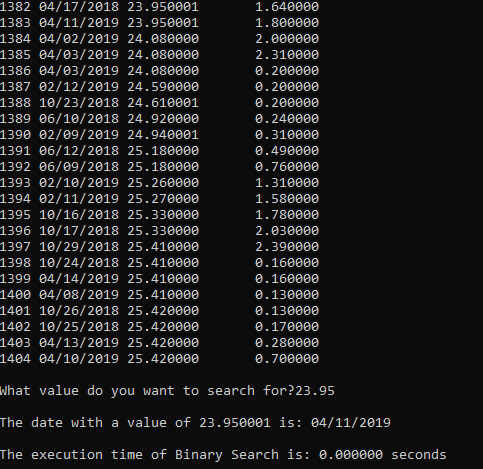 1382 04/17/2018 23.950001 1.640000
1383 04/11/2019 23.950001 1.800000
1384 04/02/2019 24.080000 2.000000
1385 04/03/2019 24.080000 2.310000
1386 04/03/2019 24.080000 0.200000
1387 02/12/2019 24.590000 0.200000
1388 10/23/2018 24.610001 0.200000
1389 06/10/2018 24.920000 0.240000
1390 02/09/2019 24.940001 0.310000
1391 06/12/2018 25.180000 0.490000
1392 06/09/2018 25.180000 0.760000
1393 02/10/2019 25.260000 1.310000
1394 02/11/2019 25.270000 1.580000
1395 10/16/2018 25.330000 1.780000
1396 10/17/2018 25.330000 2.030000
1397 10/29/2018 25.410000 2.390000
1398 10/24/2018 25.410000 0.160000
1399 04/14/2019 25.410000 0.160000
1400 04/08/2019 25.410000 0.130000
1401 10/26/2018 25.420000 0.130000
1402 10/25/2018 25.420000 0.170000
1403 04/13/2019 25.420000 0.280000
1404 04/10/2019 25.420000 0.700000
What value do you want to search for?23.95
The date with a value of 23.950001 is: 04/11/2019
The execution time of Binary Search is: 0.000000 seconds